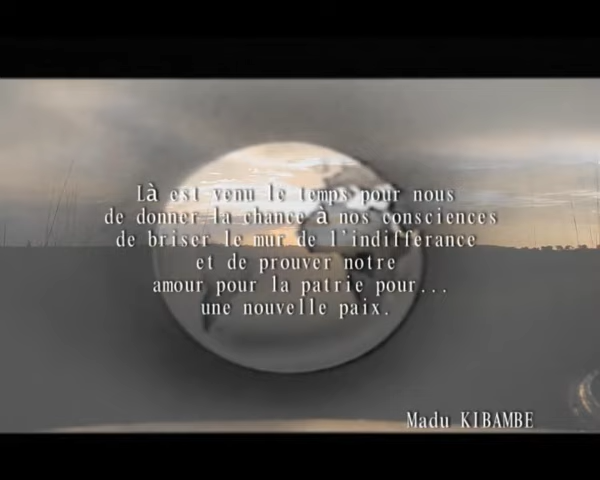 Là est venu le temps pour nous
de donner la chance à nos consciences
de briser le mur de l'indifférance
et de prouver notre
amour pour la patrie pour...
une nouvelle paix.
Madu KIBAMBE